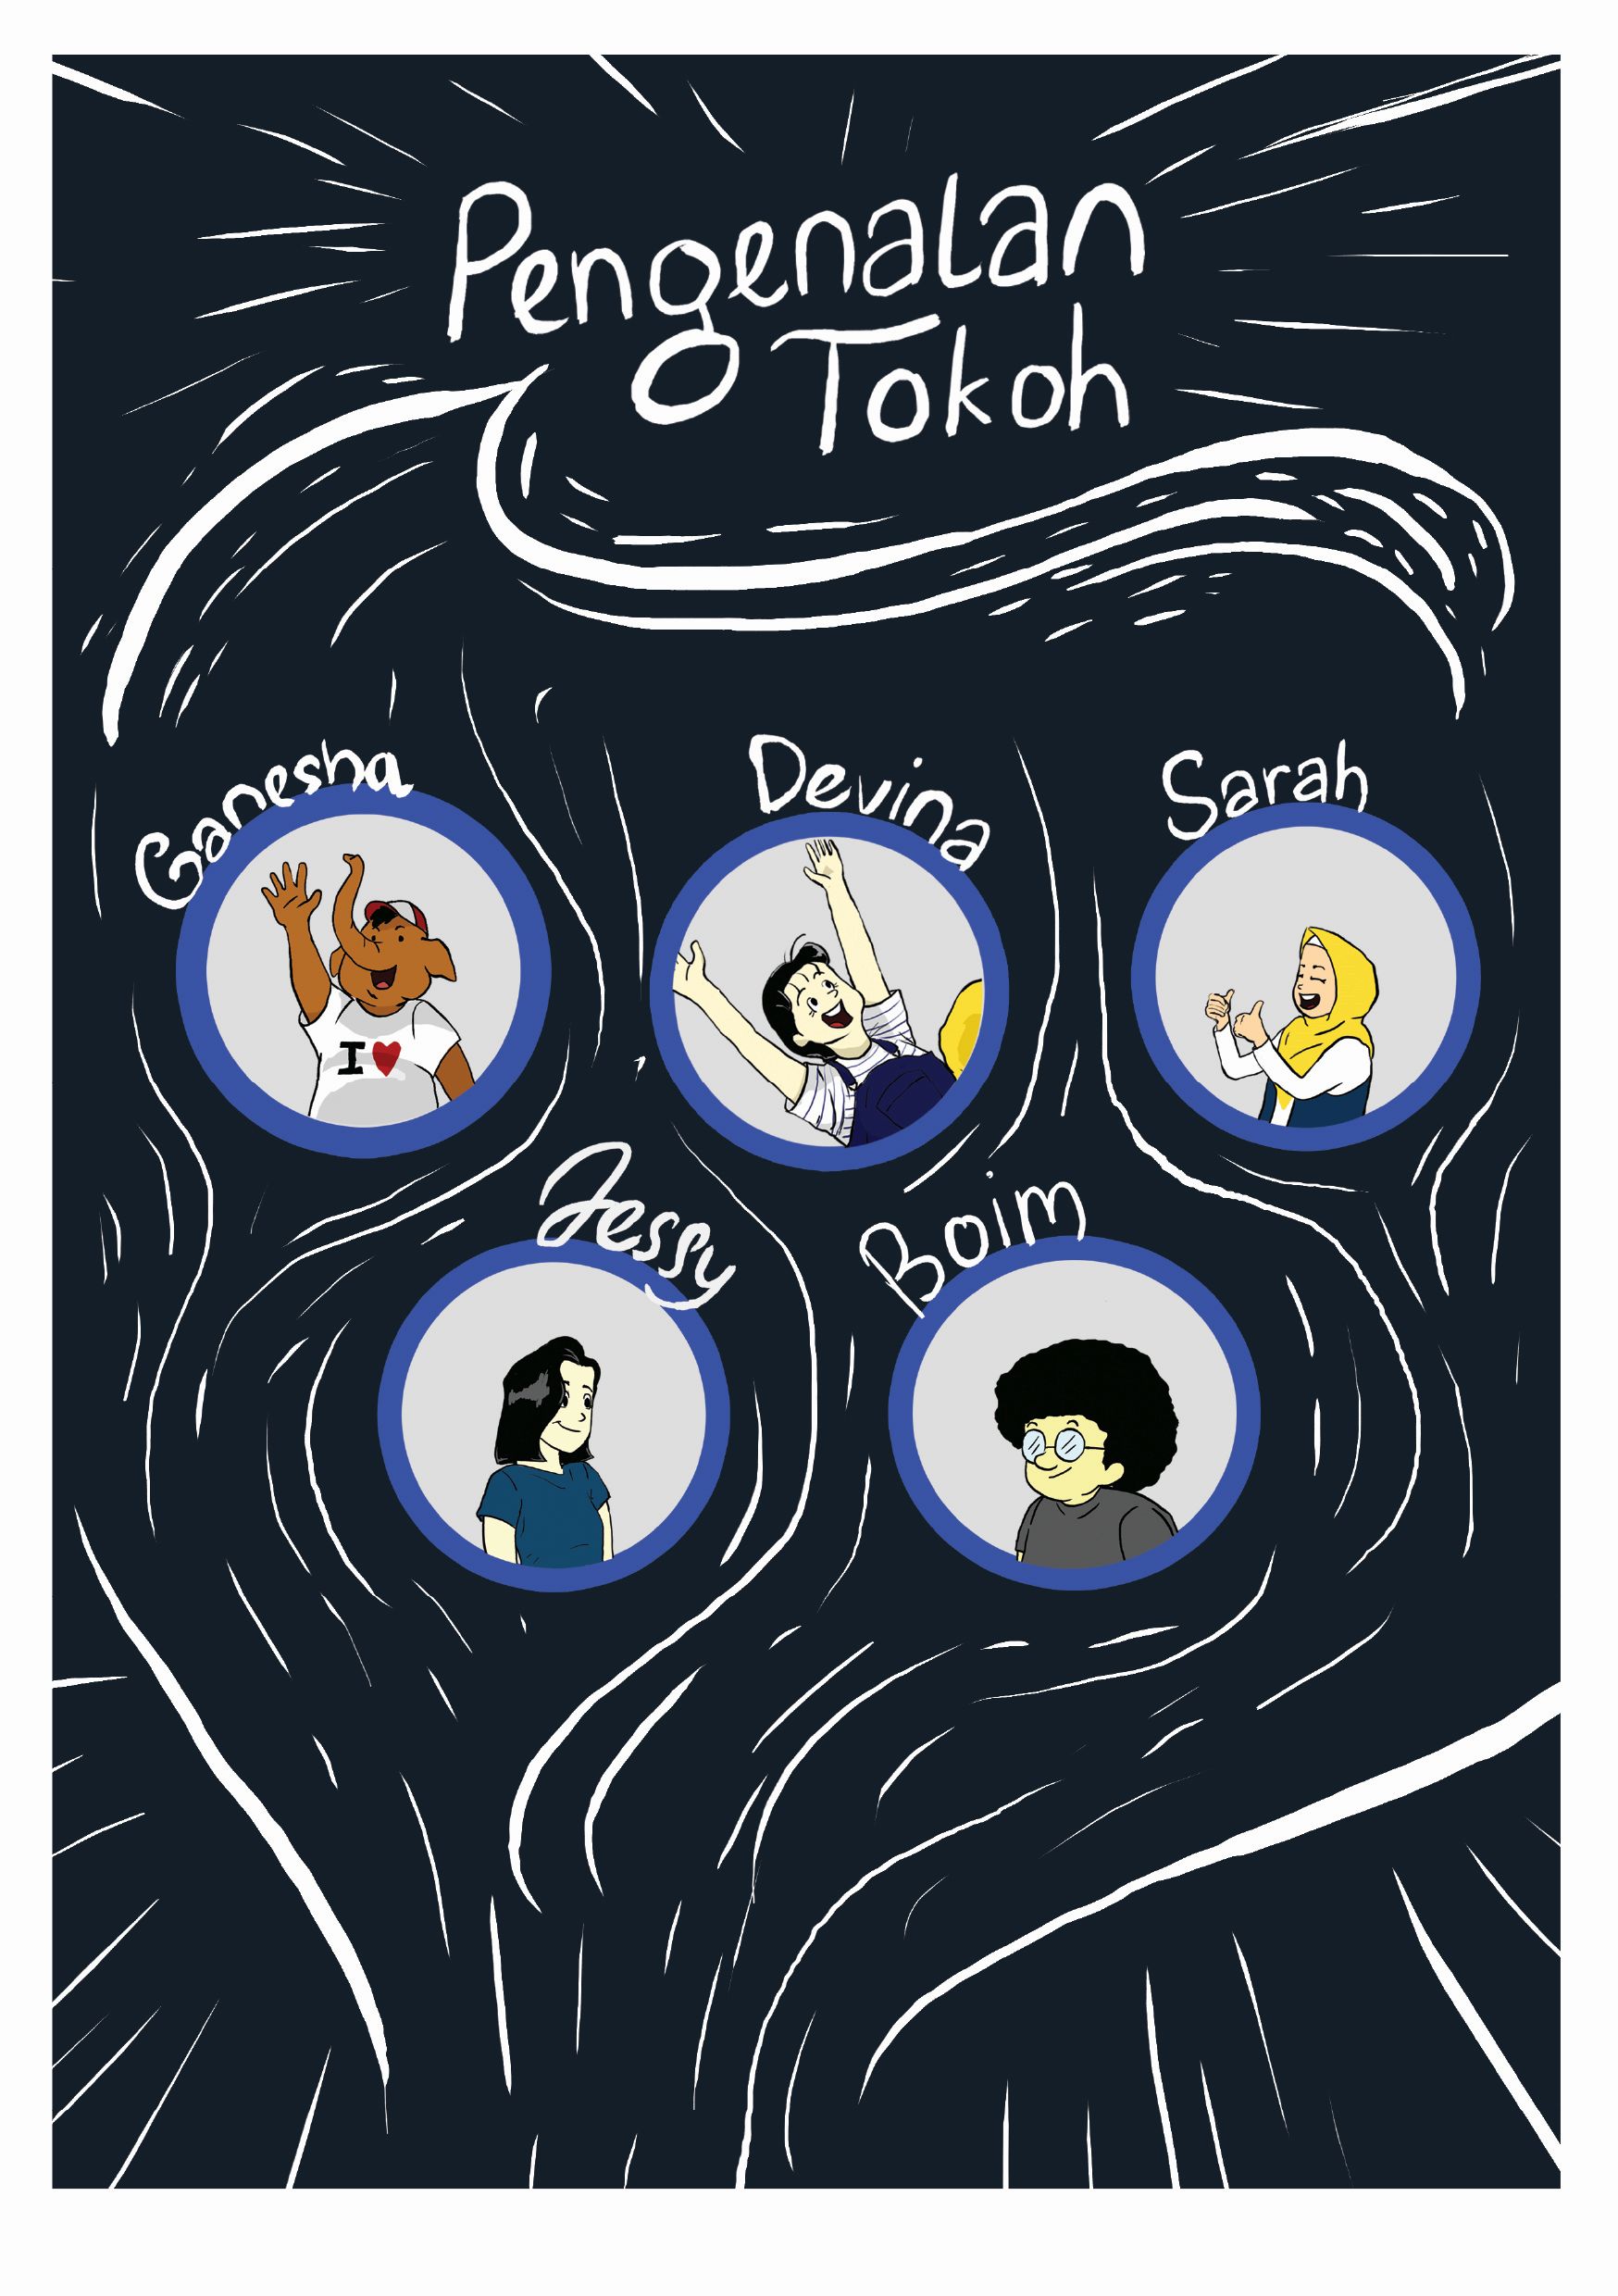 Pengenalan
Tokoh
Ganesha
Devina
Sarah
I ♥
Jessy
Boim